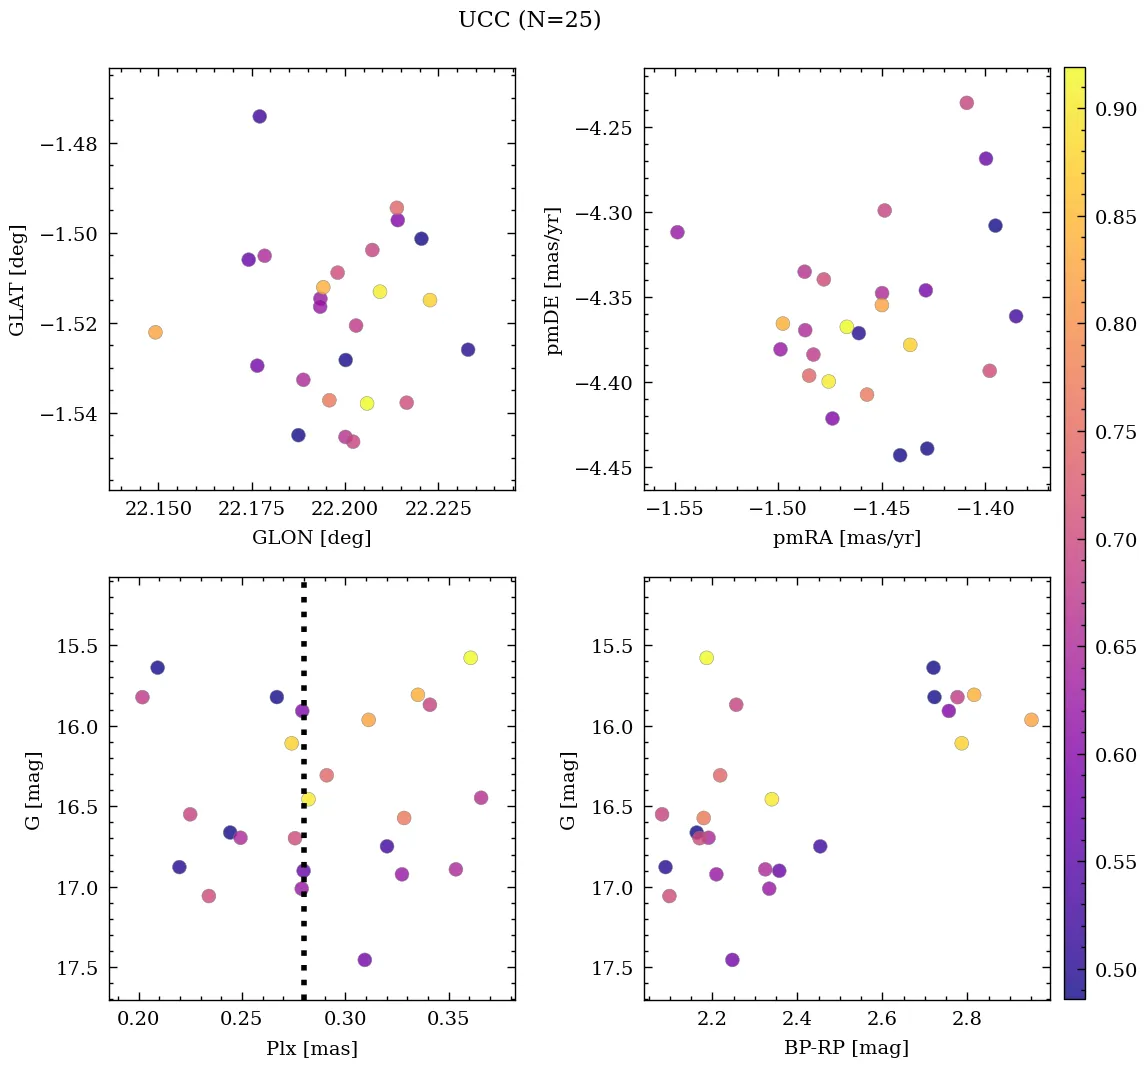 UCC (N=25)
−1.48
−1.50
−1.52
−1.54
GLAT [deg]
22.150 22.175 22.200 22.225
GLON [deg]
−4.25
−4.30
−4.35
−4.40
−4.45
pmDE [mas/yr]
−1.55 −1.50 −1.45 −1.40
pmRA [mas/yr]
15.5
16.0
16.5
17.0
17.5
G [mag]
0.20 0.25 0.30 0.35
Plx [mas]
15.5
16.0
16.5
17.0
17.5
G [mag]
2.2 2.4 2.6 2.8
BP-RP [mag]
0.90
0.85
0.80
0.75
0.70
0.65
0.60
0.55
0.50